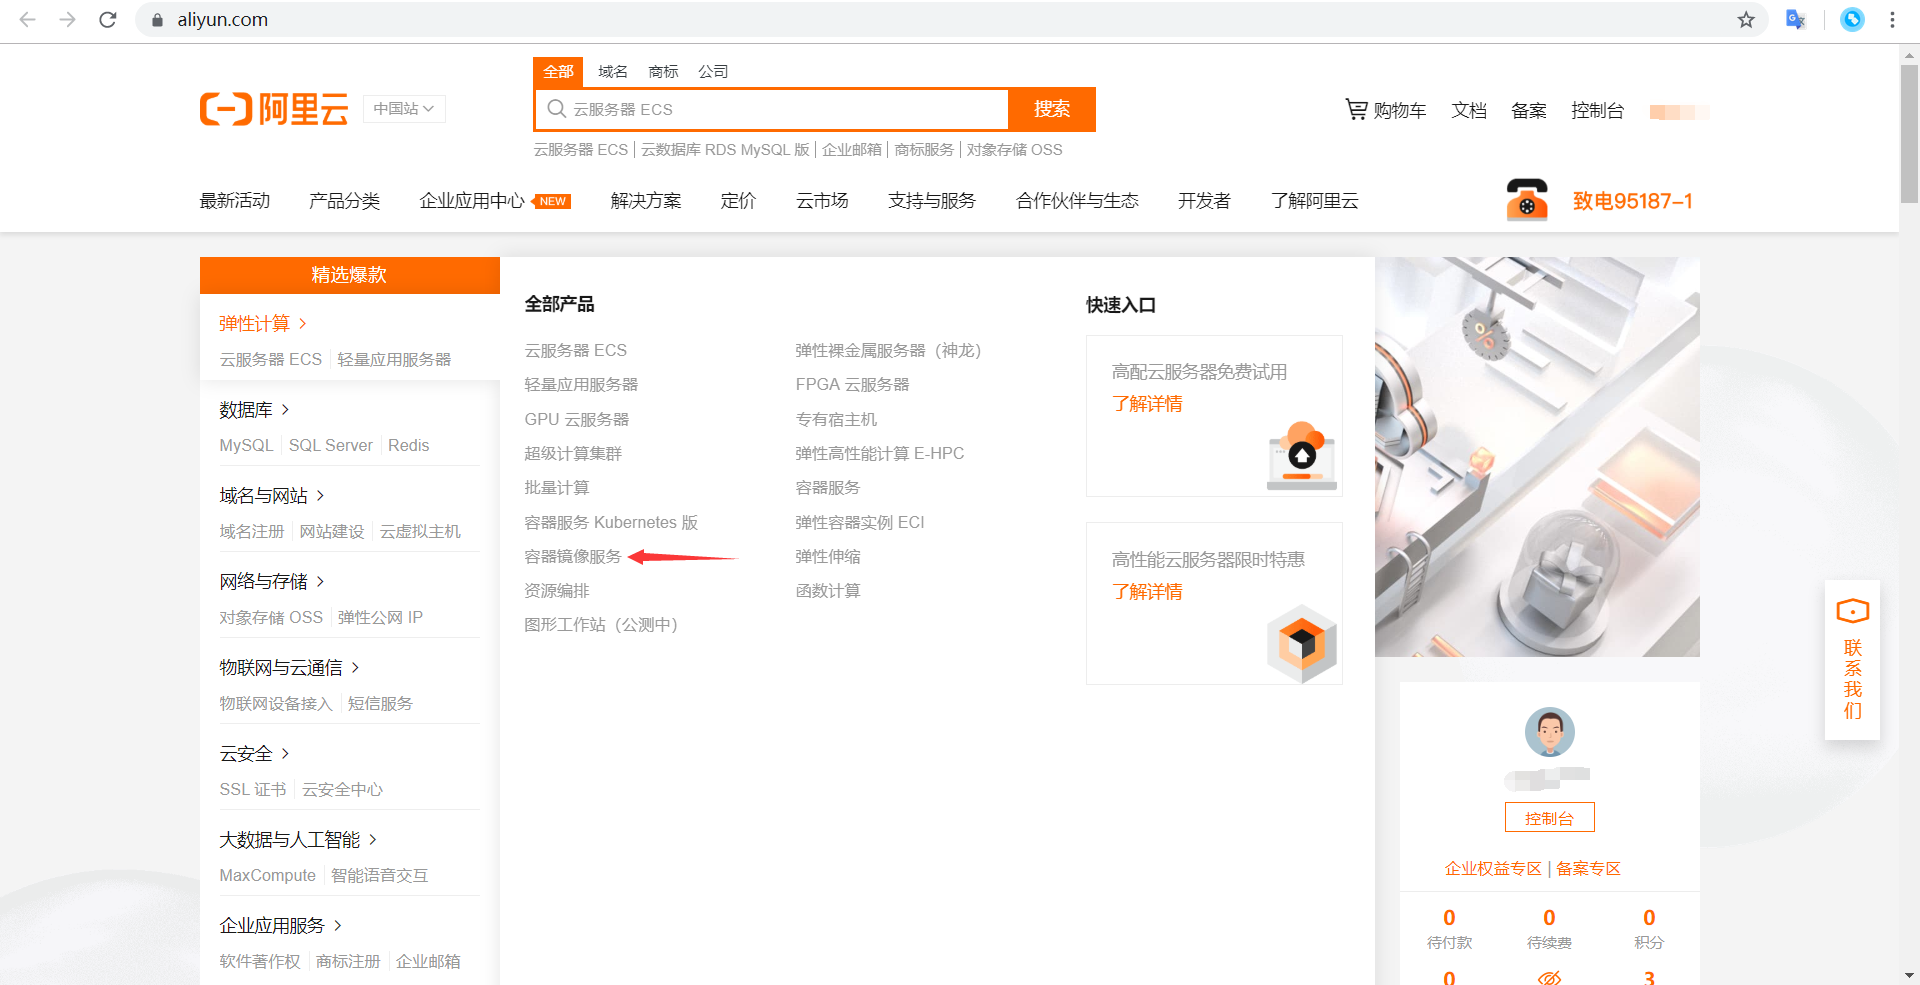 aliyun.com
全部 域名 商标 公司
阿里云 中国站
云服务器 ECS 搜索
购物车 文档 备案 控制台
云服务器 ECS | 云数据库 RDS MySQL 版 | 企业邮箱 | 商标服务 | 对象存储 OSS
最新活动 产品分类 企业应用中心 NEW 解决方案 定价 云市场 支持与服务 合作伙伴与生态 开发者 了解阿里云 致电95187-1
精选爆款
弹性计算
云服务器 ECS 轻量应用服务器
数据库
MySQL SQL Server Redis
域名与网站
域名注册 网站建设 云虚拟主机
网络与存储
对象存储 OSS 弹性公网 IP
物联网与云通信
物联网设备接入 短信服务
云安全
SSL 证书 云安全中心
大数据与人工智能
MaxCompute 智能语音交互
企业应用服务
软件著作权 商标注册 企业邮箱
全部产品
云服务器 ECS 弹性裸金属服务器（神龙）
轻量应用服务器 FPGA 云服务器
GPU 云服务器 专有宿主机
超级计算集群 弹性高性能计算 E-HPC
批量计算 容器服务
容器服务 Kubernetes 版 弹性容器实例 ECI
容器镜像服务 弹性伸缩
资源编排 函数计算
图形工作站（公测中）
快速入口
高配云服务器免费试用
了解详情
高性能云服务器限时特惠
了解详情
%
控制台
企业权益专区 | 备案专区
0 0 0
待付款 待续费 积分
0 3
联
系
我
们